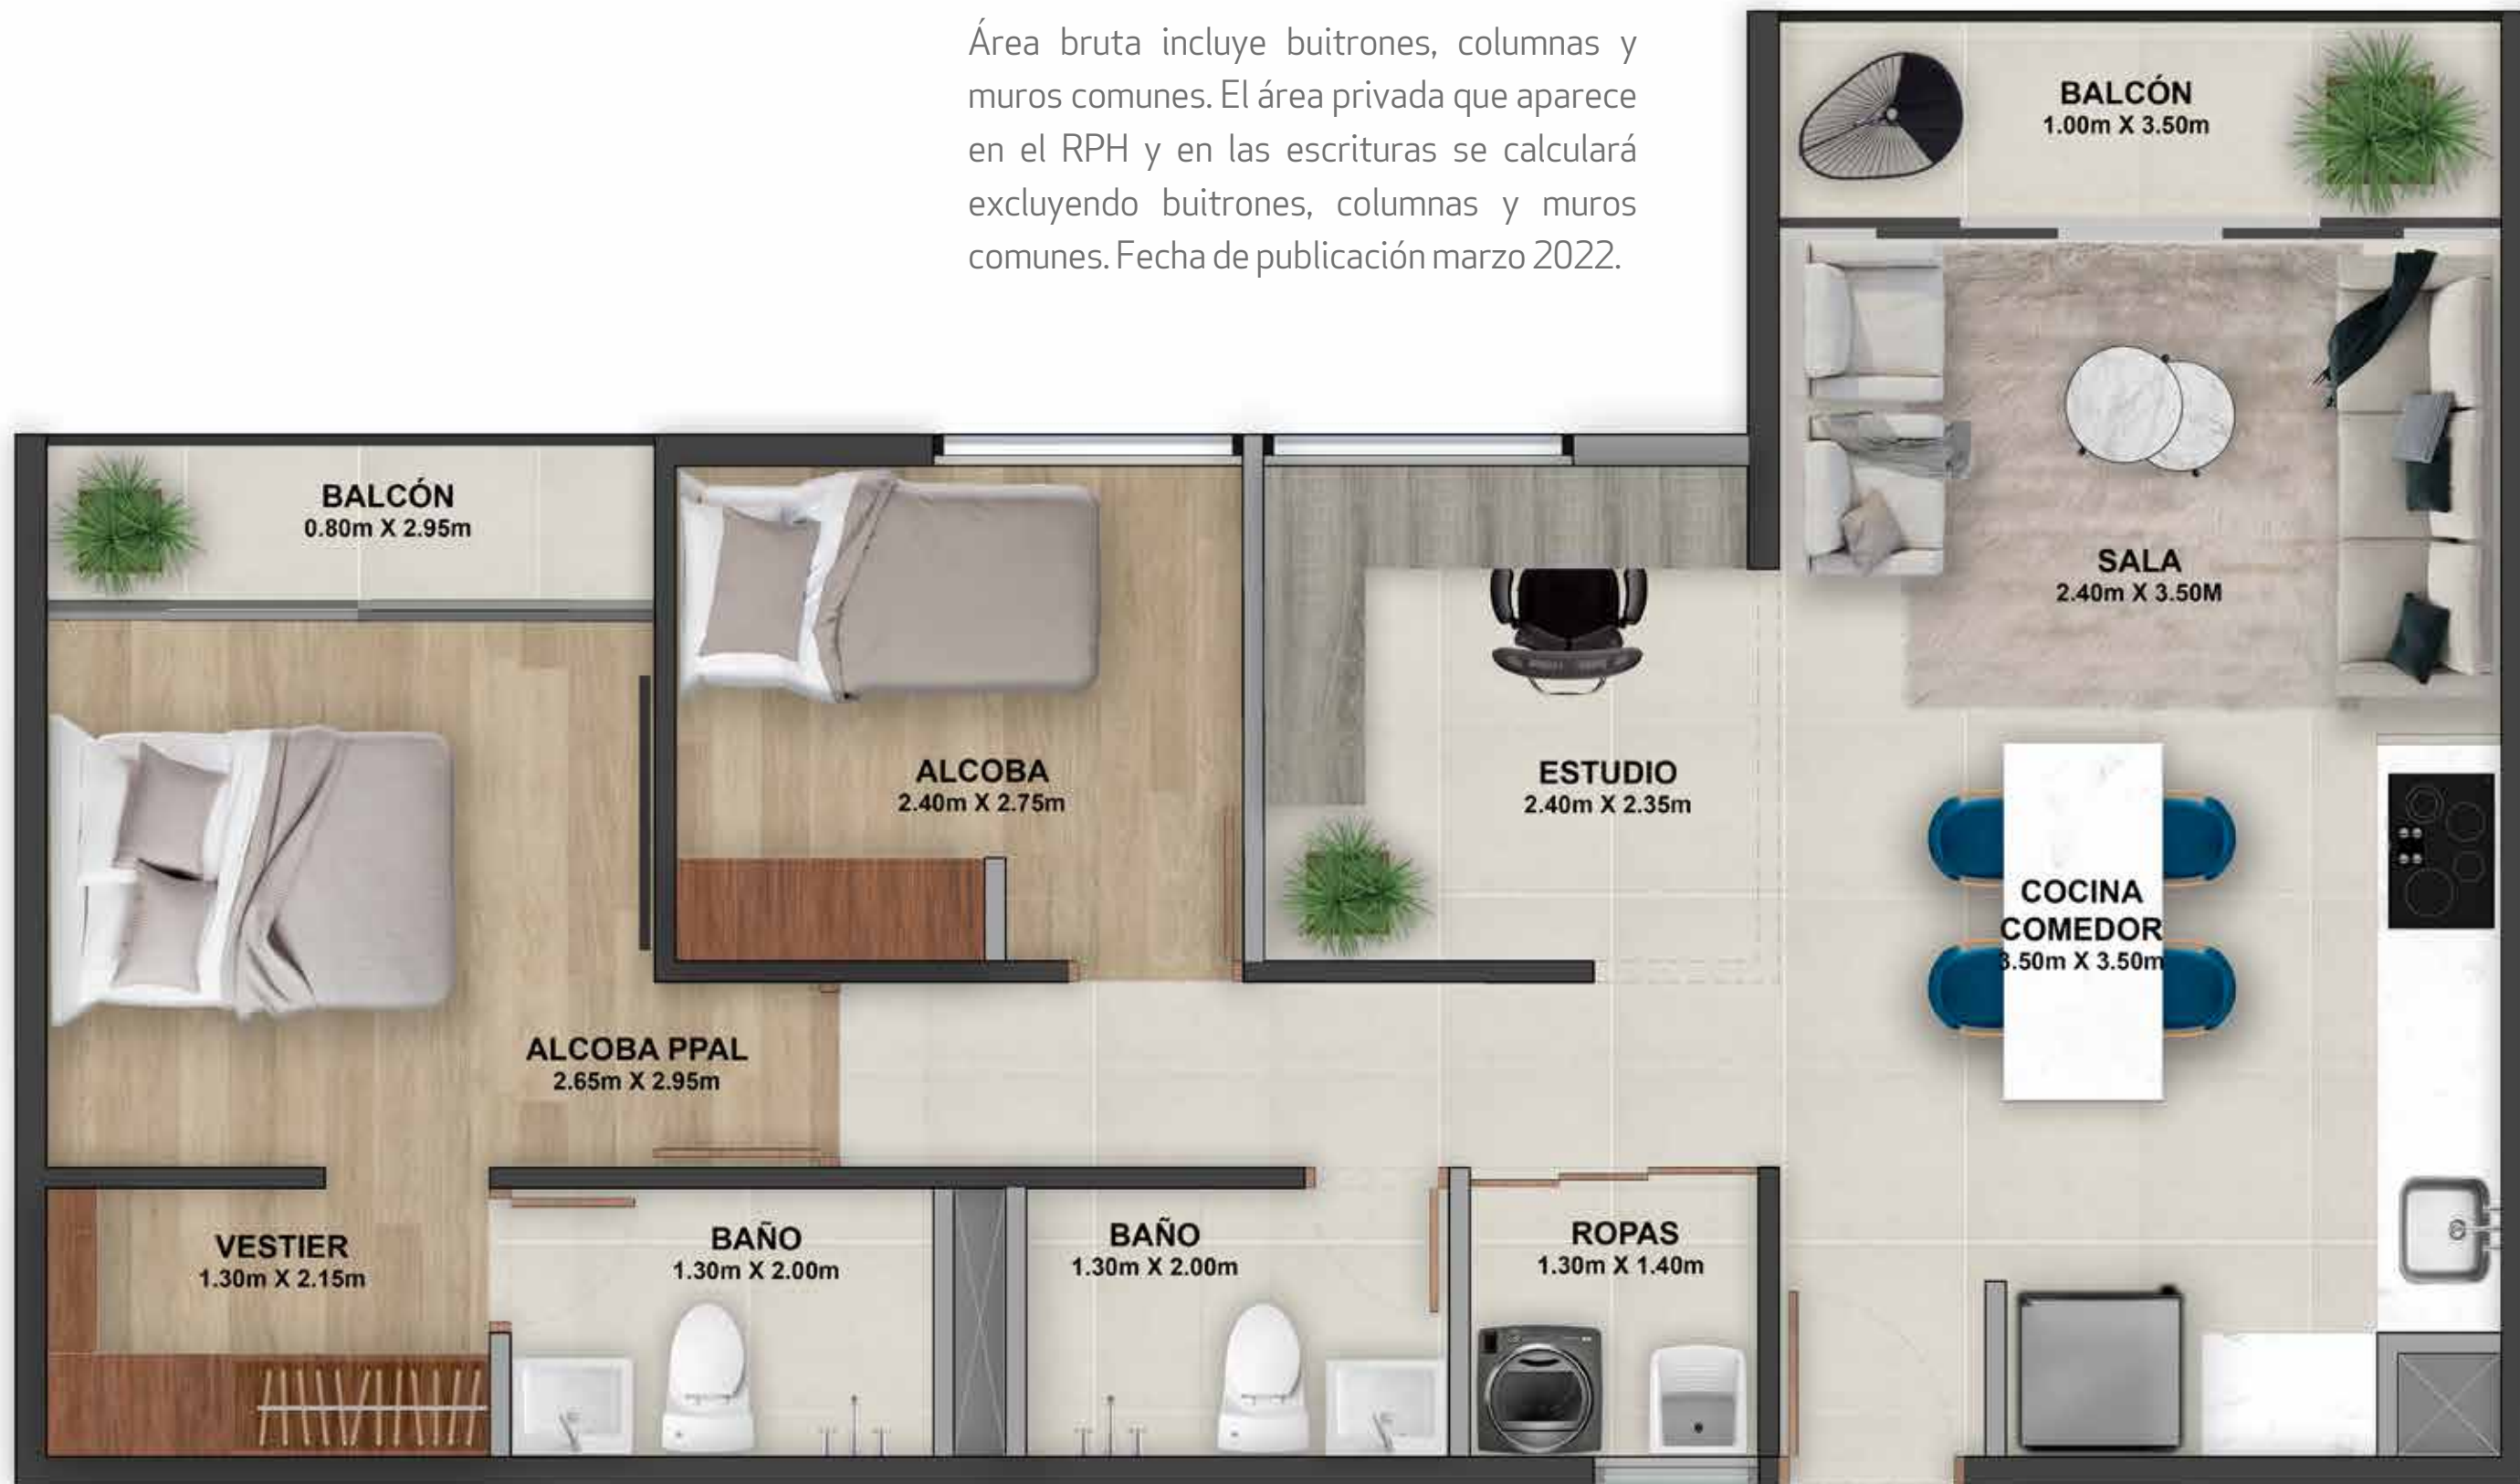 Área bruta incluye buitrones, columnas y
muros comunes. El área privada que aparece
en el RPH y en las escrituras se calculará
excluyendo buitrones, columnas y muros
comunes. Fecha de publicación marzo 2022.
BALCÓN
1.00m X 3.50m
BALCÓN
0.80m X 2.95m
SALA
2.40m X 3.50M
ALCOBA
2.40m X 2.75m
ESTUDIO
2.40m X 2.35m
COCINA
COMEDOR
3.50m X 3.50m
ALCOBA PPAL
2.65m X 2.95m
VESTIER
1.30m X 2.15m
BAÑO
1.30m X 2.00m
BAÑO
1.30m X 2.00m
ROPAS
1.30m X 1.40m